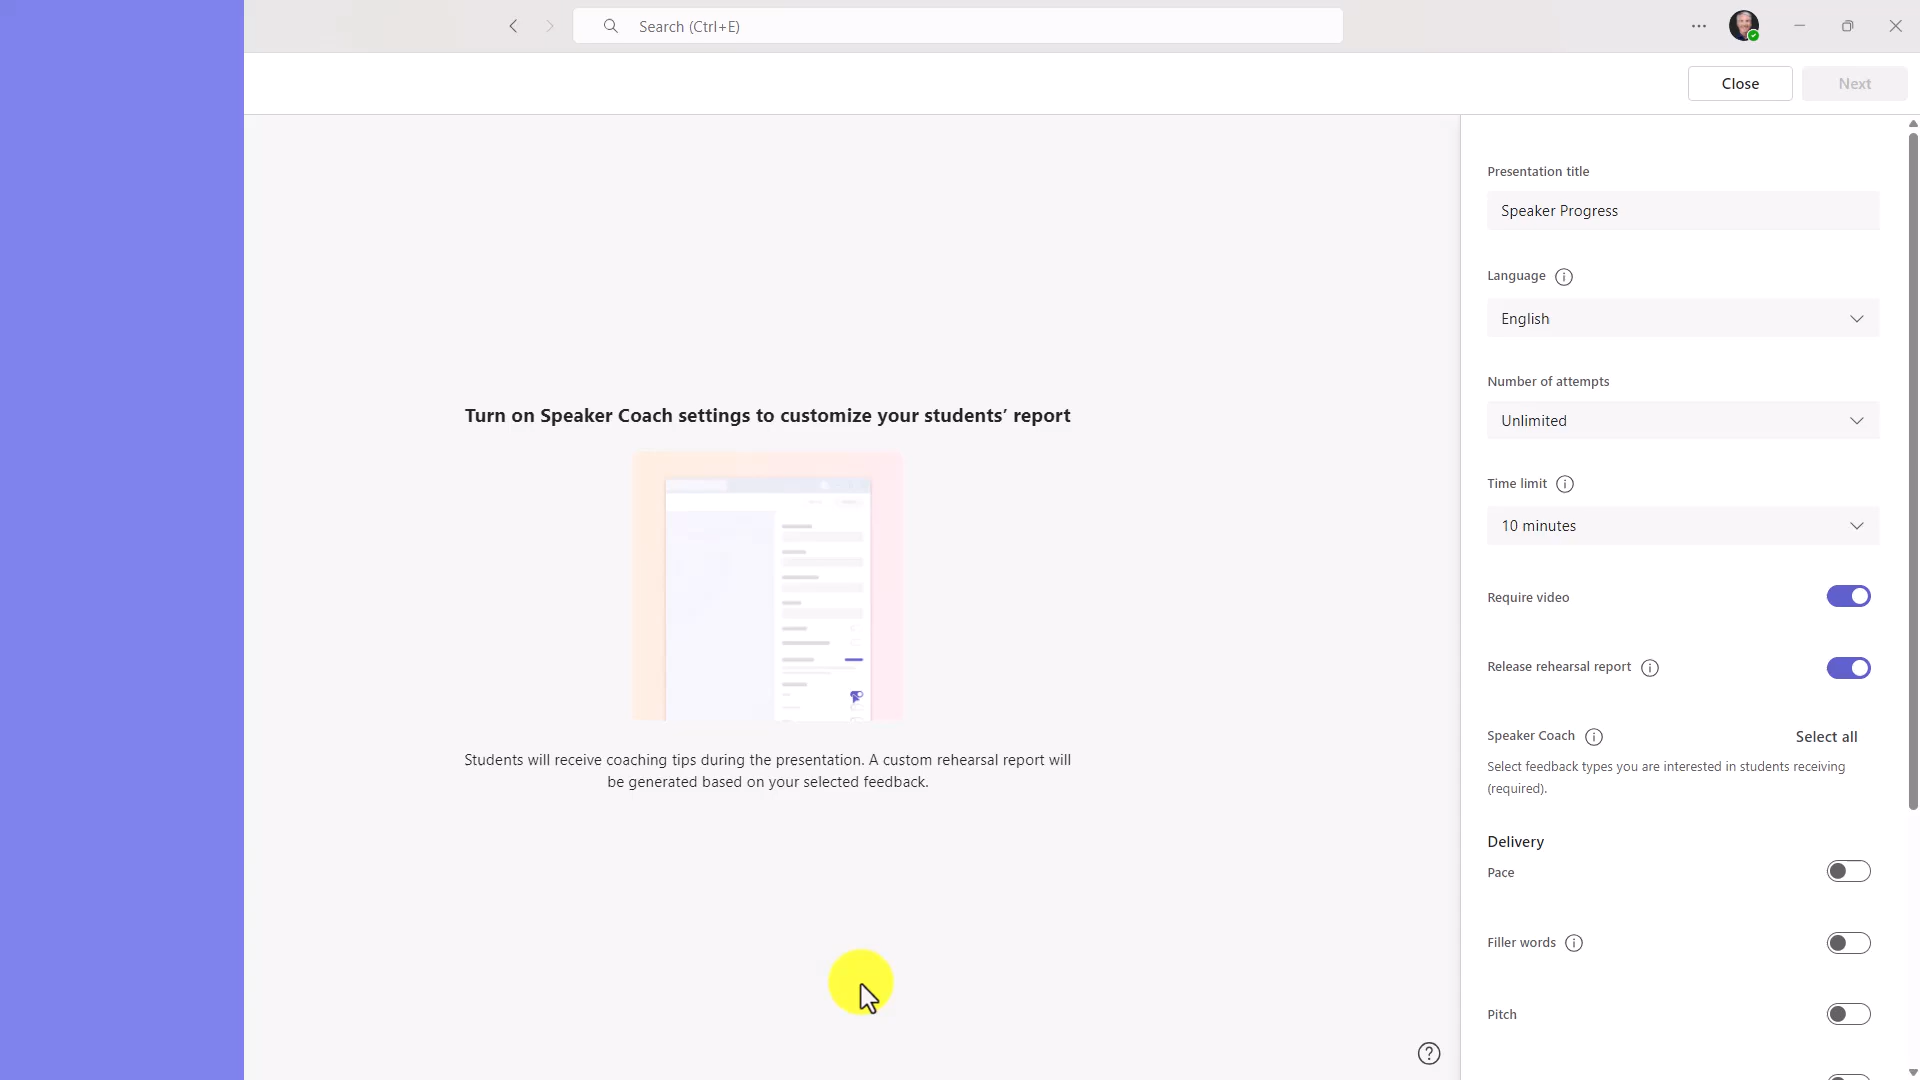 Search (Ctrl+E)
Close
Next
Turn on Speaker Coach settings to customize your students’ report
Students will receive coaching tips during the presentation. A custom rehearsal report will
be generated based on your selected feedback.
Presentation title
Speaker Progress
Language
English
Number of attempts
Unlimited
Time limit
10 minutes
Require video
Release rehearsal report
Speaker Coach
Select all
Select feedback types you are interested in students receiving
(required).
Delivery
Pace
Filler words
Pitch